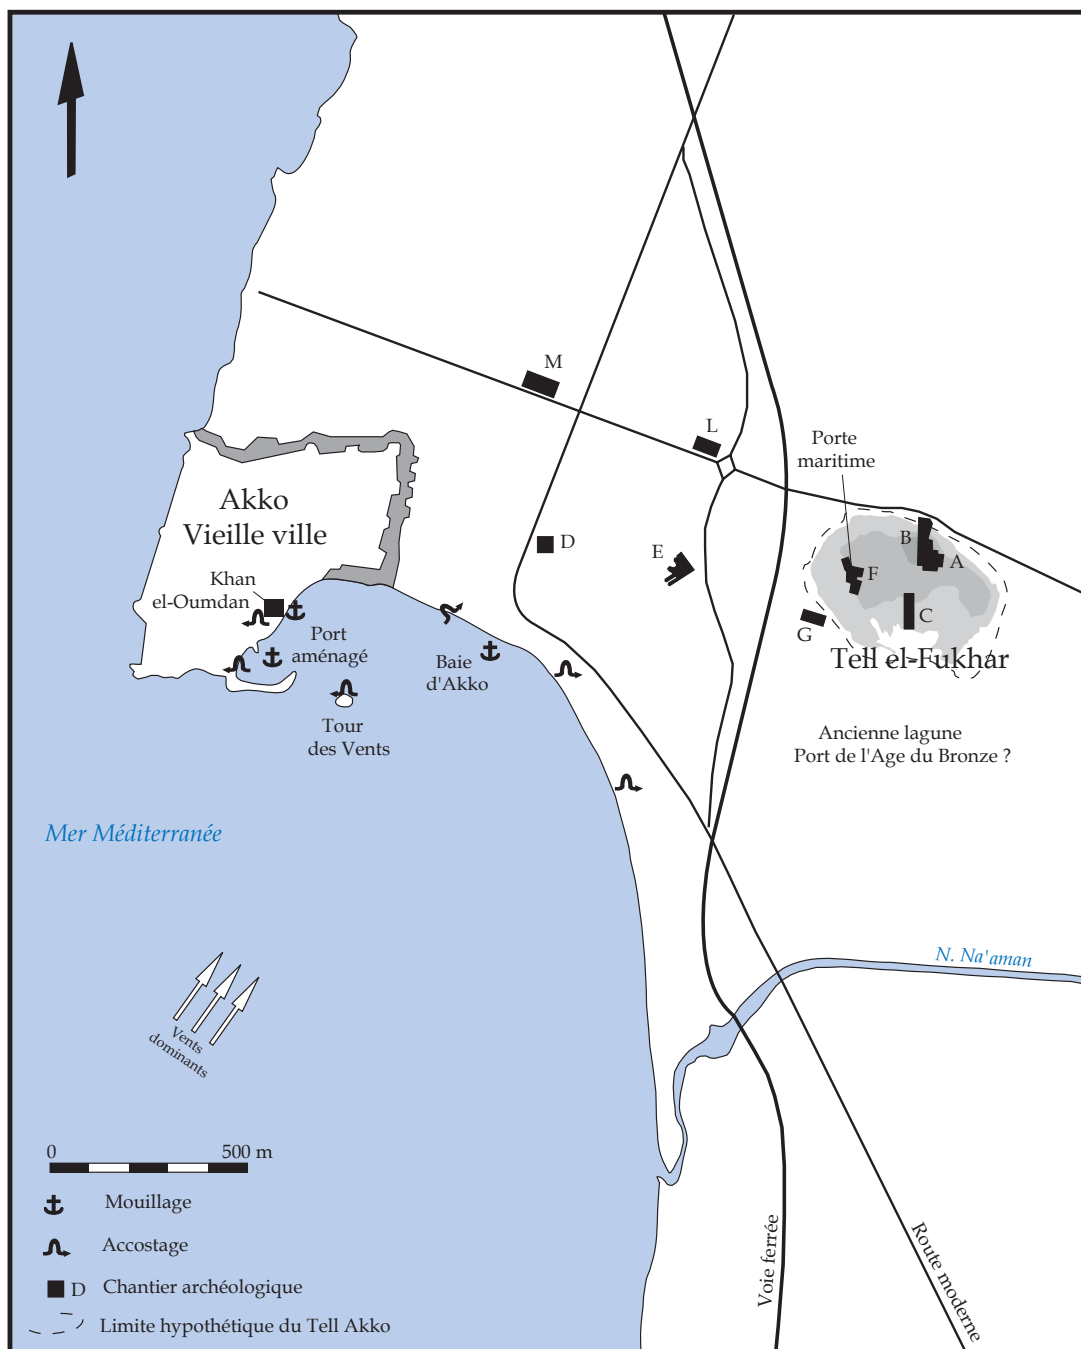 M
L
Porte
maritime
Akko
Vieille ville
D
E
B
A
F
C
G
Khan
el-Oumdan
Port
aménagé
Baie
d'Akko
Tell el-Fukhar
Tour
des Vents
Ancienne lagune
Port de l'Age du Bronze ?
Mer Méditerranée
N. Na'aman
Vents
dominants
0 500 m
Mouillage
Accostage
D Chantier archéologique
Limite hypothétique du Tell Akko
Voie ferrée
Route moderne